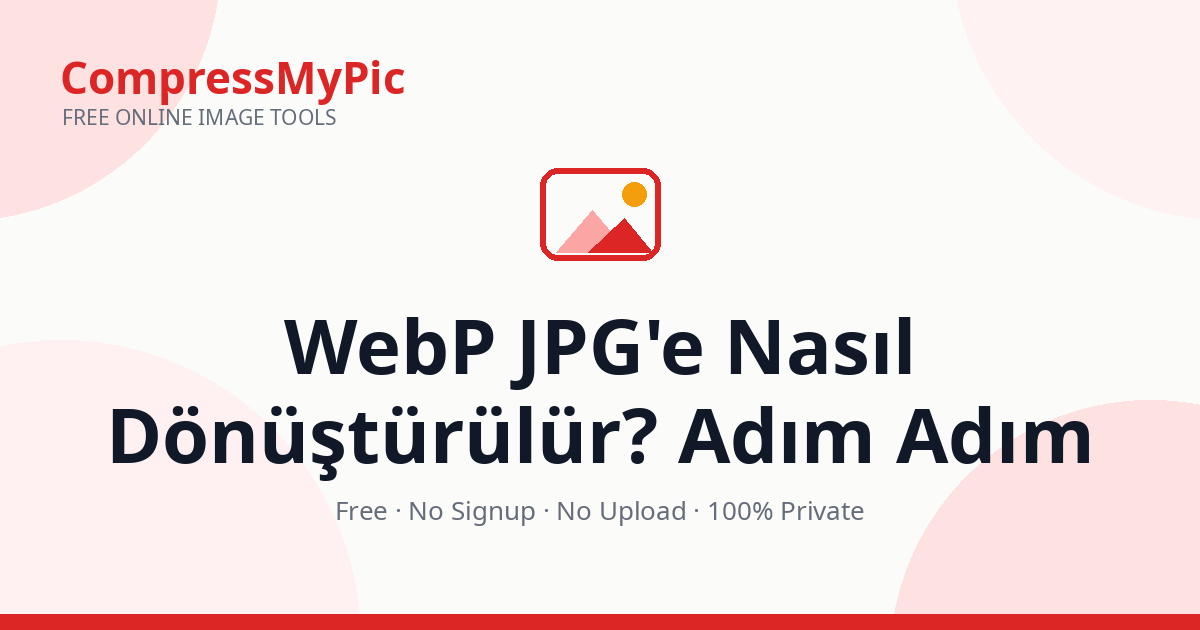 CompressMyPic
FREE ONLINE IMAGE TOOLS
WebP JPG'e Nasıl
Dönüştürülür? Adım Adım
Free · No Signup · No Upload · 100% Private